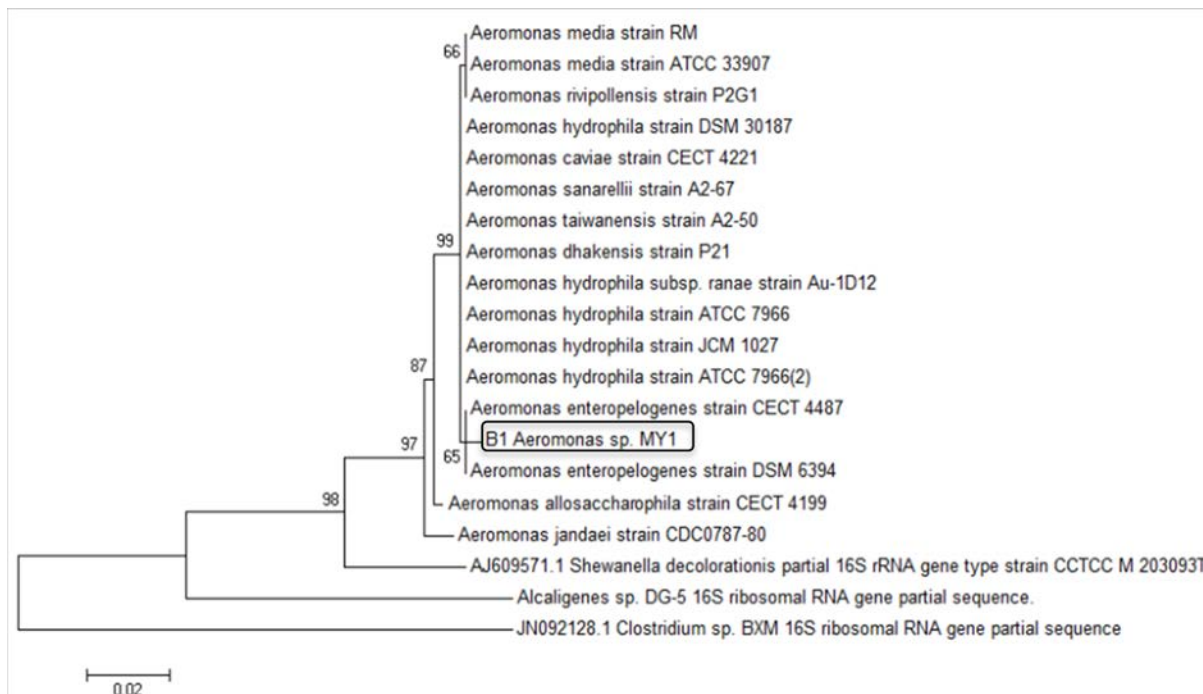 Aeromonas media strain RM
66
Aeromonas media strain ATCC 33907
Aeromonas rivipollensis strain P2G1
Aeromonas hydrophila strain DSM 30187
Aeromonas caviae strain CECT 4221
Aeromonas sanarellii strain A2-67
Aeromonas taiwanensis strain A2-50
99
Aeromonas dhakensis strain P21
Aeromonas hydrophila subsp. ranae strain Au-1D12
Aeromonas hydrophila strain ATCC 7966
Aeromonas hydrophila strain JCM 1027
87
Aeromonas hydrophila strain ATCC 7966(2)
Aeromonas enteropelogenes strain CECT 4487
B1 Aeromonas sp. MY1
97
65
Aeromonas enteropelogenes strain DSM 6394
98
Aeromonas allosaccharophila strain CECT 4199
Aeromonas jandaei strain CDC0787-80
AJ609571.1 Shewanella decolorationis partial 16S rRNA gene type strain CCTCC M 203093T
Alcaligenes sp. DG-5 16S ribosomal RNA gene partial sequence.
JN092128.1 Clostridium sp. BXM 16S ribosomal RNA gene partial sequence
0.02